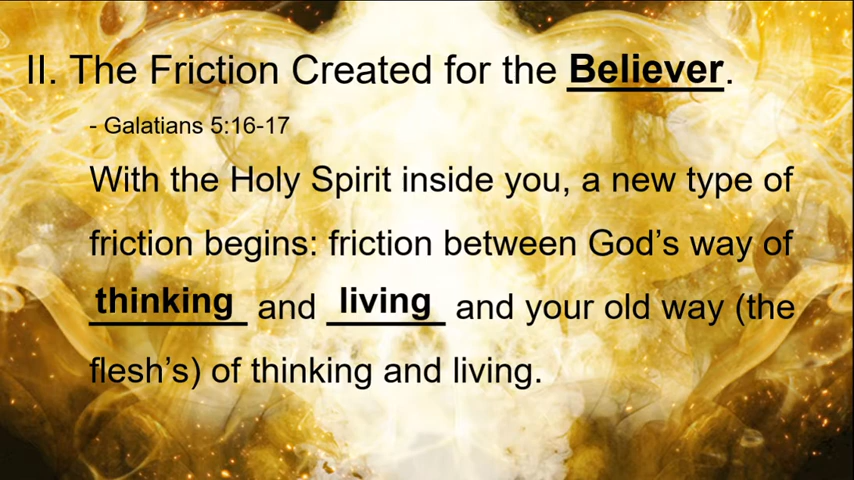 II. The Friction Created for the Believer.
- Galatians 5:16-17
With the Holy Spirit inside you, a new type of
friction begins: friction between God’s way of
thinking and living and your old way (the
flesh’s) of thinking and living.